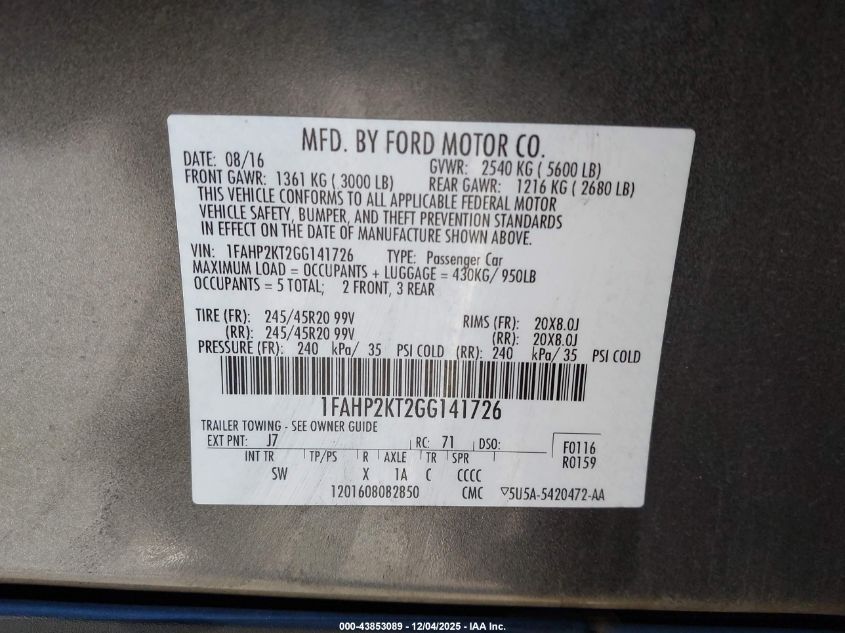 MFD. BY FORD MOTOR CO.
DATE: 08/16 GVWR: 2540 KG ( 5600 LB)
FRONT GAWR: 1361 KG ( 3000 LB) REAR GAWR: 1216 KG ( 2680 LB)
THIS VEHICLE CONFORMS TO ALL APPLICABLE FEDERAL MOTOR
VEHICLE SAFETY, BUMPER, AND THEFT PREVENTION STANDARDS
IN EFFECT ON THE DATE OF MANUFACTURE SHOWN ABOVE.
VIN: 1FAHP2KT2GG141726 TYPE: Passenger Car
MAXIMUM LOAD = OCCUPANTS + LUGGAGE = 430KG/ 950LB
OCCUPANTS = 5 TOTAL; 2 FRONT, 3 REAR
TIRE (FR): 245/45R20 99V RIMS (FR): 20X8.0J
(RR): 245/45R20 99V (RR): 20X8.0J
PRESSURE (FR): 240 kPa/ 35 PSI COLD (RR): 240 kPa/ 35 PSI COLD
1FAHP2KT2GG141726
TRAILER TOWING - SEE OWNER GUIDE
EXT PNT: J7 RC: 71 DSO: F0116
INT TR TP/PS R AXLE TR SPR R0159
SW X 1A C CCCC
1201608082850 CMC ▽5U5A-5420472-AA
000-43853089 - 12/04/2025 - IAA Inc.